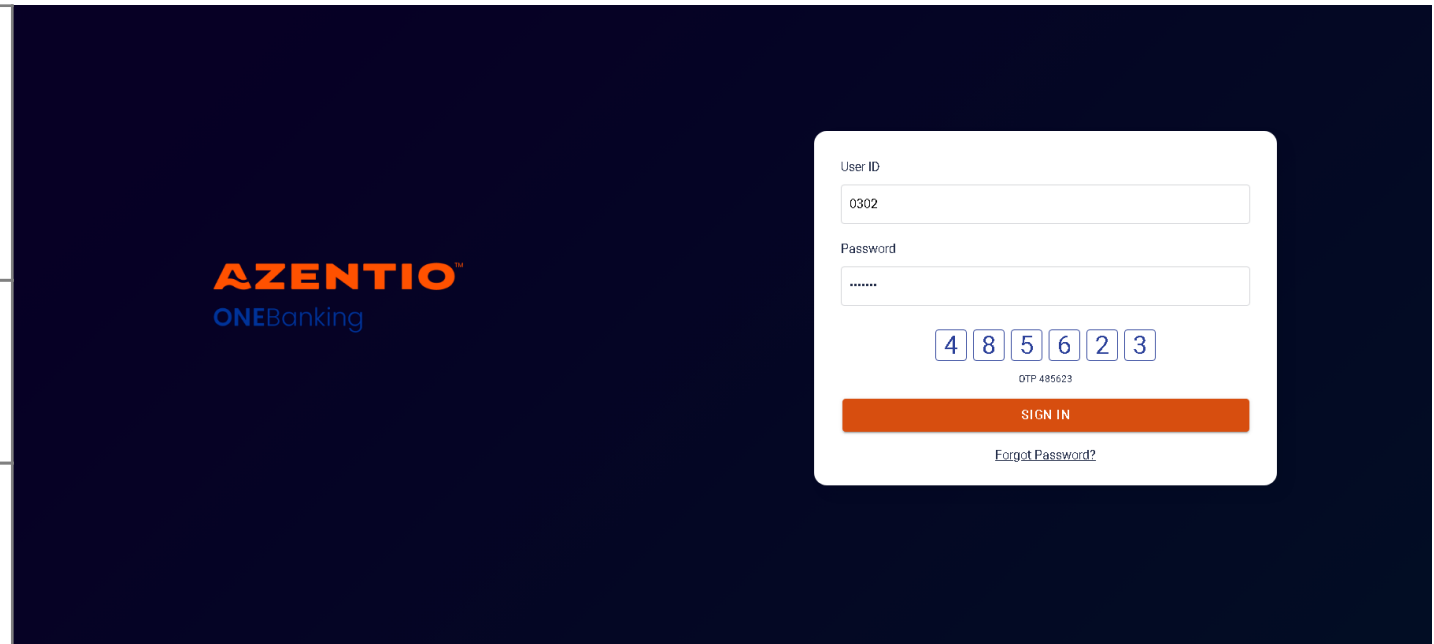 AZENTIO™
ONEBanking
User ID
0302
Password
•••••••
4 8 5 6 2 3
OTP 485623
SIGN IN
Forgot Password?